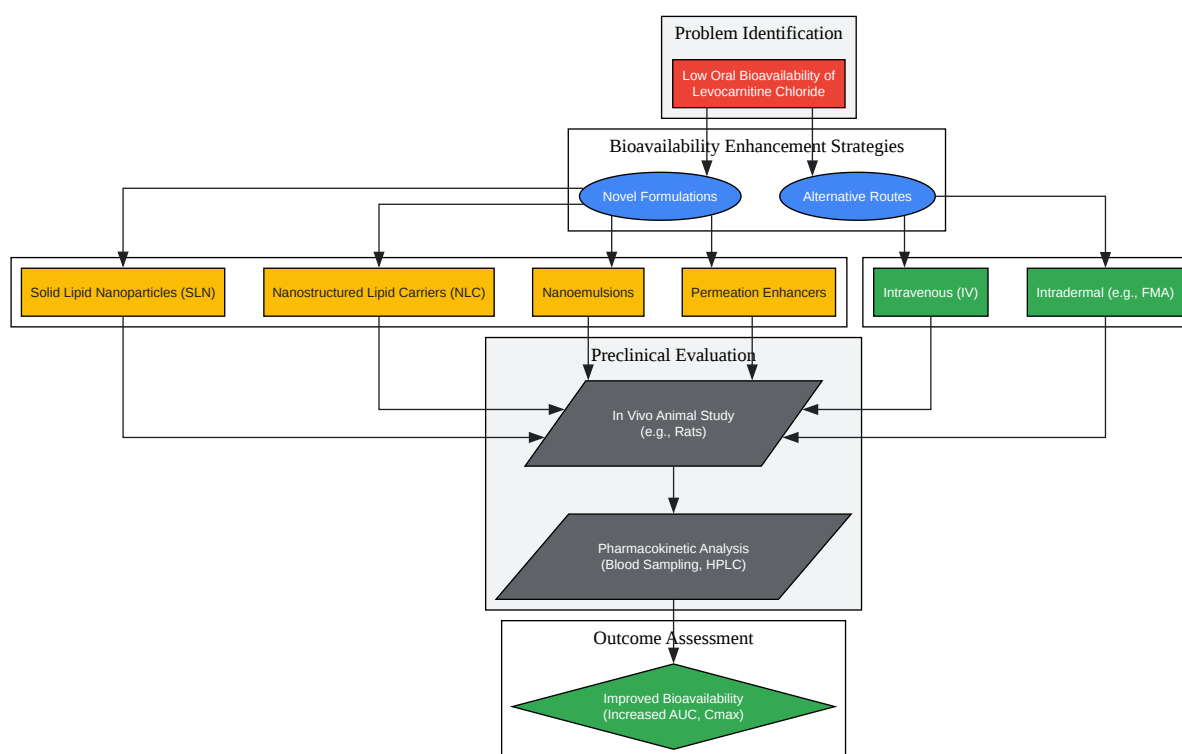 Problem Identification
Low Oral Bioavailability of
Levocarnitine Chloride
Bioavailability Enhancement Strategies
Novel Formulations
Alternative Routes
Solid Lipid Nanoparticles (SLN)
Nanostructured Lipid Carriers (NLC)
Nanoemulsions
Permeation Enhancers
Intravenous (IV)
Intradermal (e.g., FMA)
Preclinical Evaluation
In Vivo Animal Study
(e.g., Rats)
Pharmacokinetic Analysis
(Blood Sampling, HPLC)
Outcome Assessment
Improved Bioavailability
(Increased AUC, Cmax)